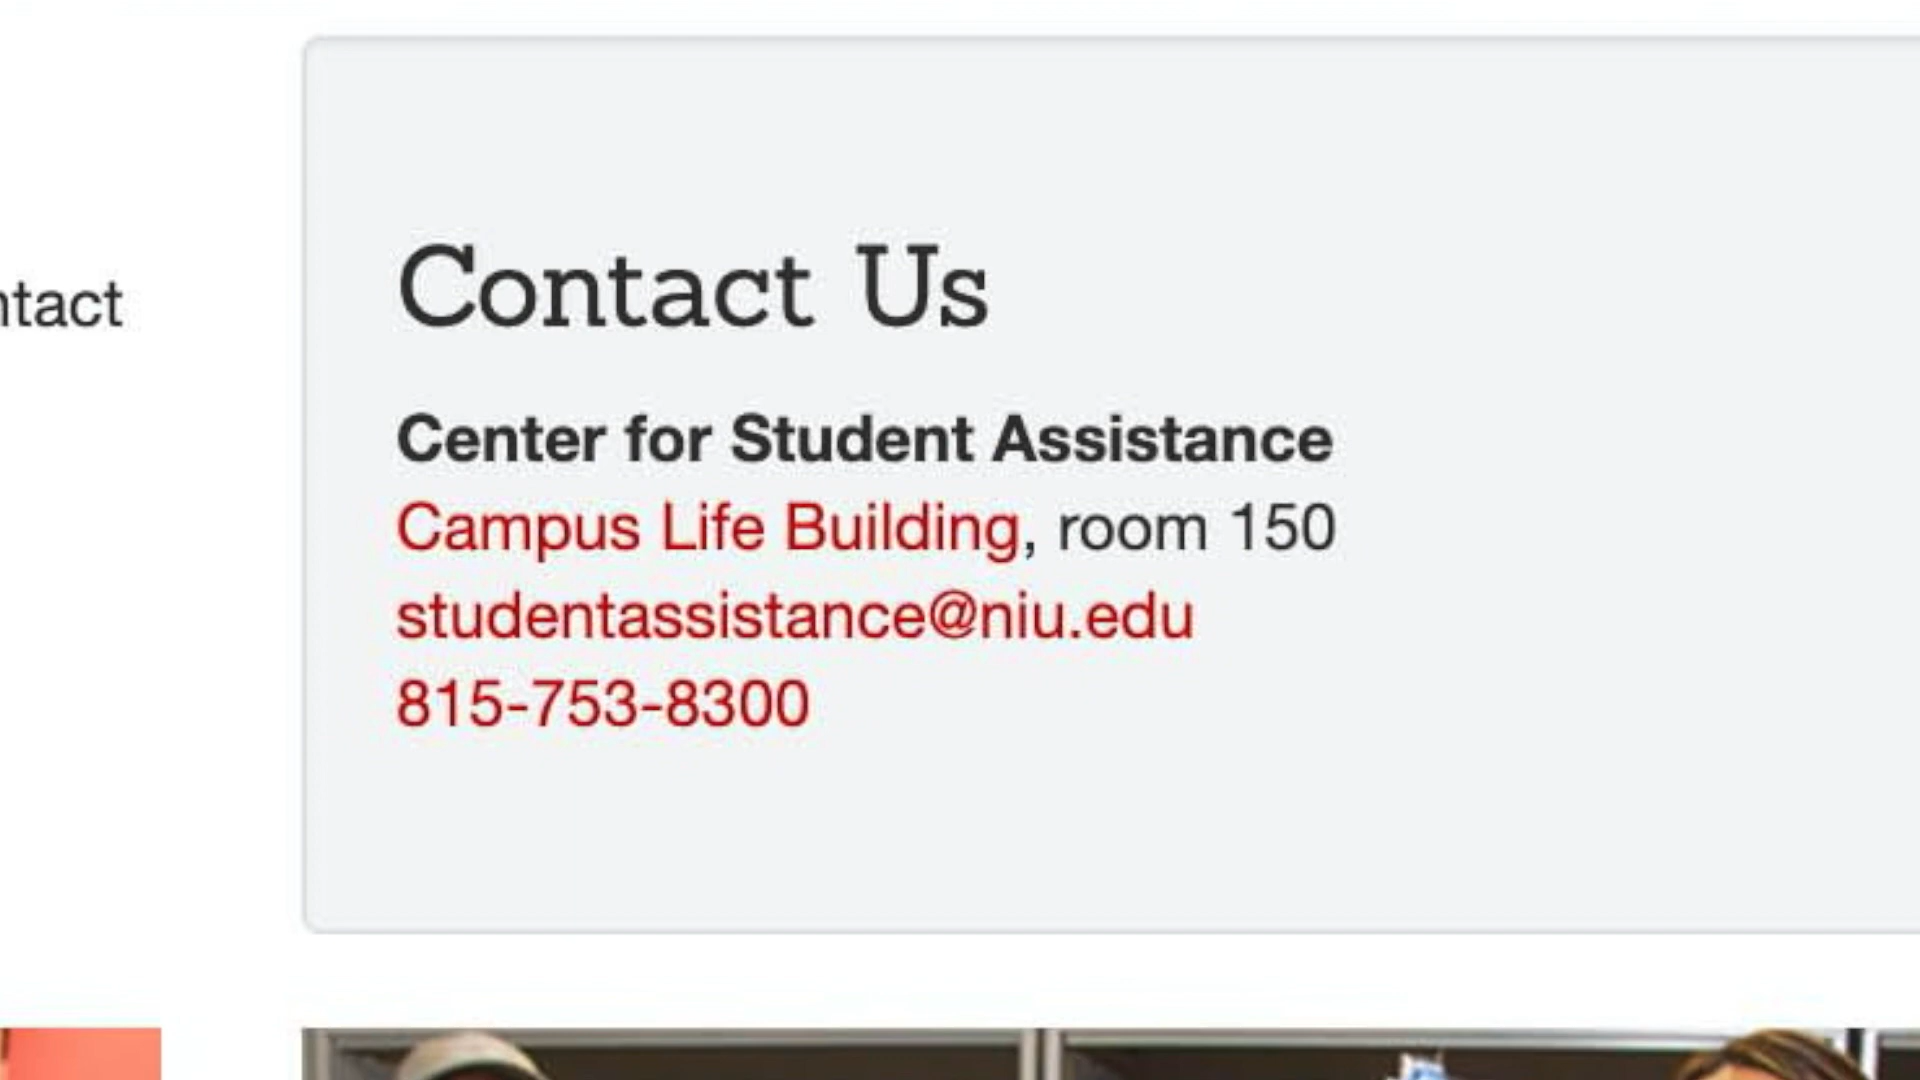 ntact
Contact Us
Center for Student Assistance
Campus Life Building, room 150
studentassistance@niu.edu
815-753-8300